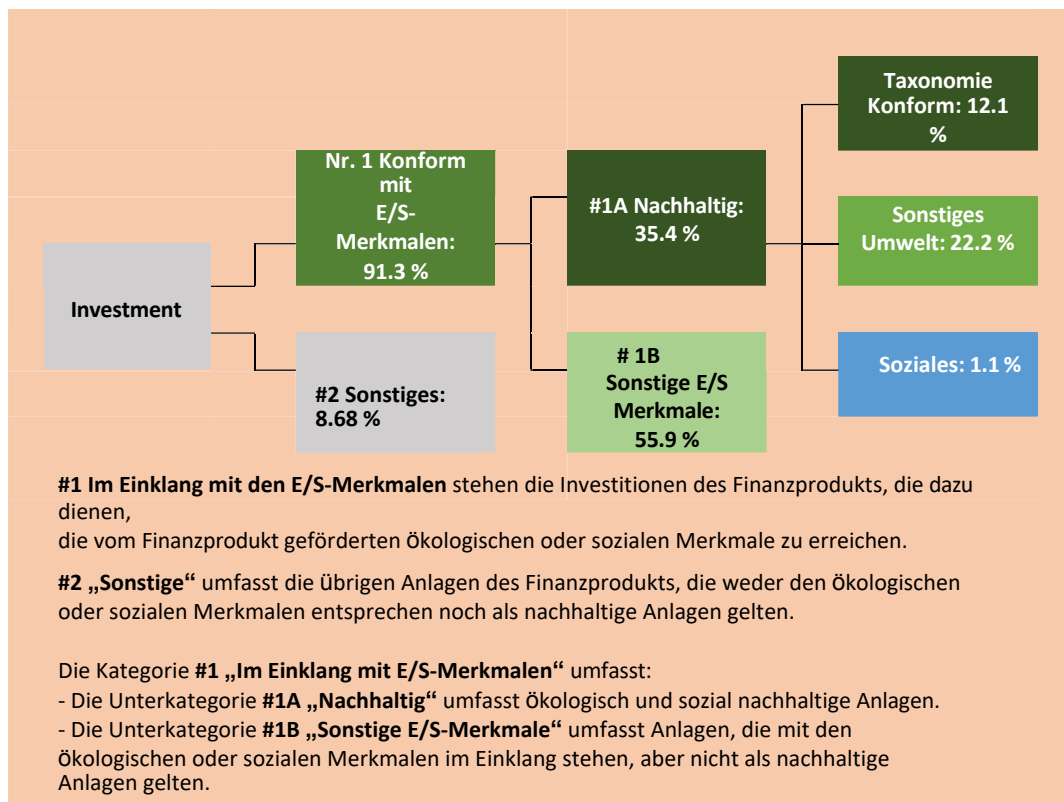 Investment
Nr. 1 Konform
mit
E/S-
Merkmalen:
91.3 %
#2 Sonstiges:
8.68 %
#1A Nachhaltig:
35.4 %
# 1B
Sonstige E/S
Merkmale:
55.9 %
Taxonomie
Konform: 12.1
%
Sonstiges
Umwelt: 22.2 %
Soziales: 1.1 %
#1 Im Einklang mit den E/S-Merkmalen stehen die Investitionen des Finanzprodukts, die dazu
dienen,
die vom Finanzprodukt geförderten ökologischen oder sozialen Merkmale zu erreichen.
#2 „Sonstige“ umfasst die übrigen Anlagen des Finanzprodukts, die weder den ökologischen
oder sozialen Merkmalen entsprechen noch als nachhaltige Anlagen gelten.
Die Kategorie #1 „Im Einklang mit E/S-Merkmalen“ umfasst:
- Die Unterkategorie #1A „Nachhaltig“ umfasst ökologisch und sozial nachhaltige Anlagen.
- Die Unterkategorie #1B „Sonstige E/S-Merkmale“ umfasst Anlagen, die mit den
ökologischen oder sozialen Merkmalen im Einklang stehen, aber nicht als nachhaltige
Anlagen gelten.